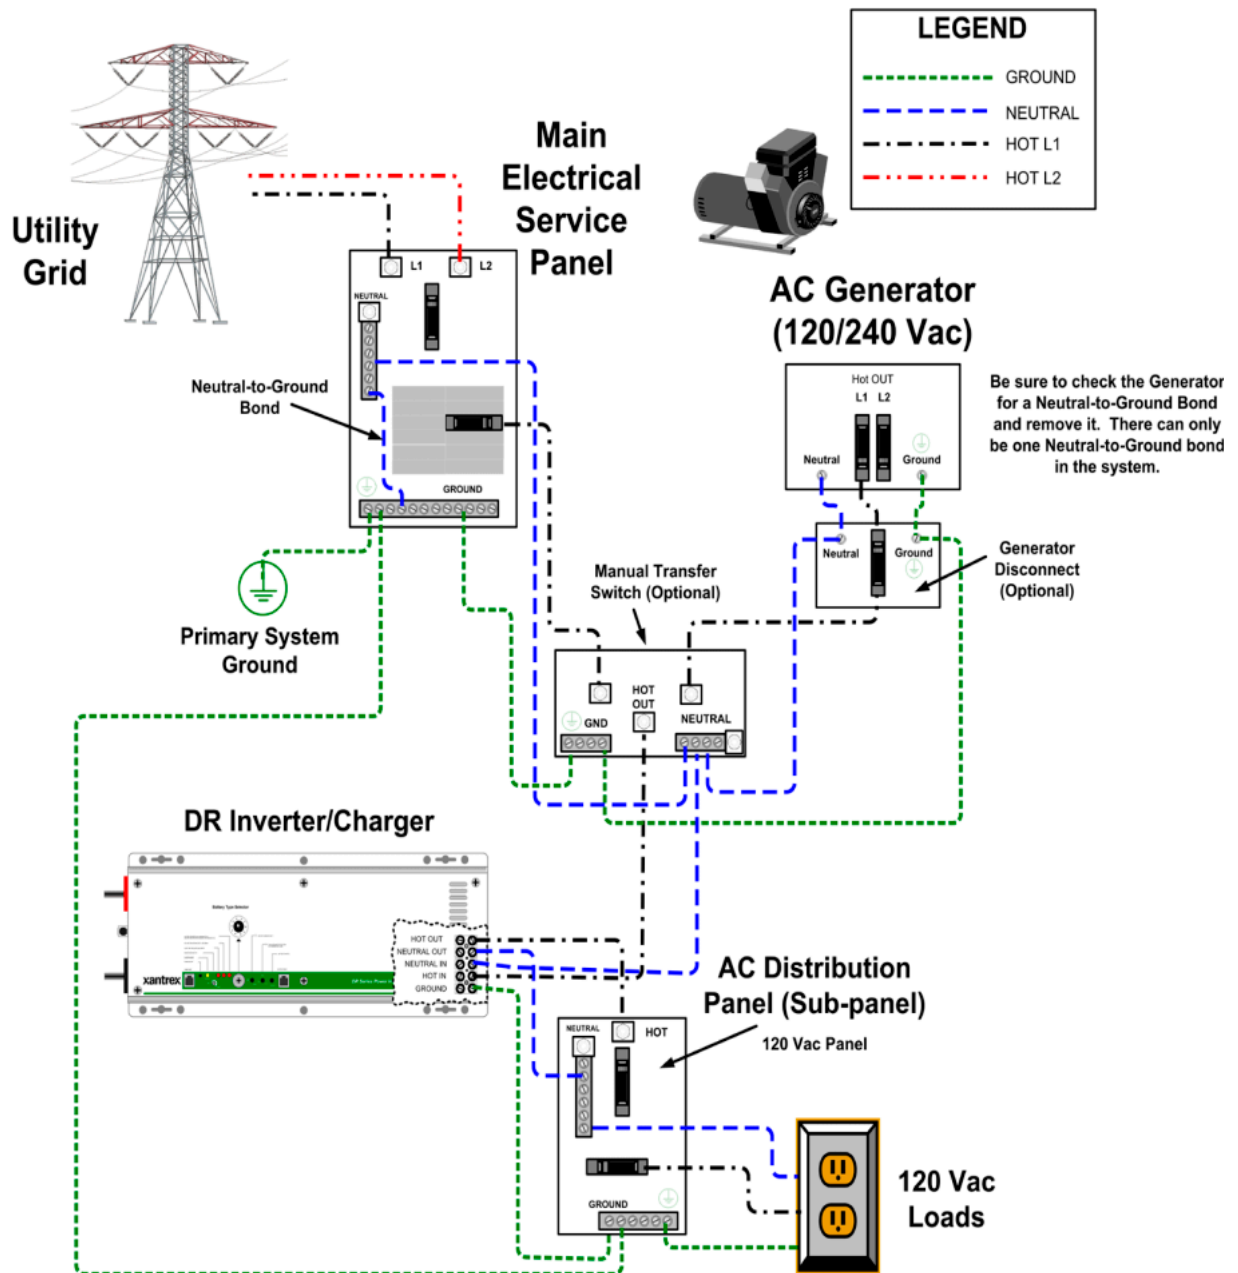 LEGEND
GROUND
NEUTRAL
HOT L1
HOT L2
Utility
Grid
Main
Electrical
Service
Panel
L1
L2
NEUTRAL
Neutral-to-Ground
Bond
GROUND
Primary System
Ground
AC Generator
(120/240 Vac)
Hot OUT
L1 L2
Neutral
Ground
Be sure to check the Generator
for a Neutral-to-Ground Bond
and remove it. There can only
be one Neutral-to-Ground bond
in the system.
Neutral
Ground
Generator
Disconnect
(Optional)
Manual Transfer
Switch (Optional)
HOT
OUT
GND
NEUTRAL
DR Inverter/Charger
Battery Type Selector
HOT OUT
NEUTRAL OUT
NEUTRAL IN
HOT IN
GROUND
xantrex
AC Distribution
Panel (Sub-panel)
120 Vac Panel
NEUTRAL
HOT
GROUND
120 Vac
Loads